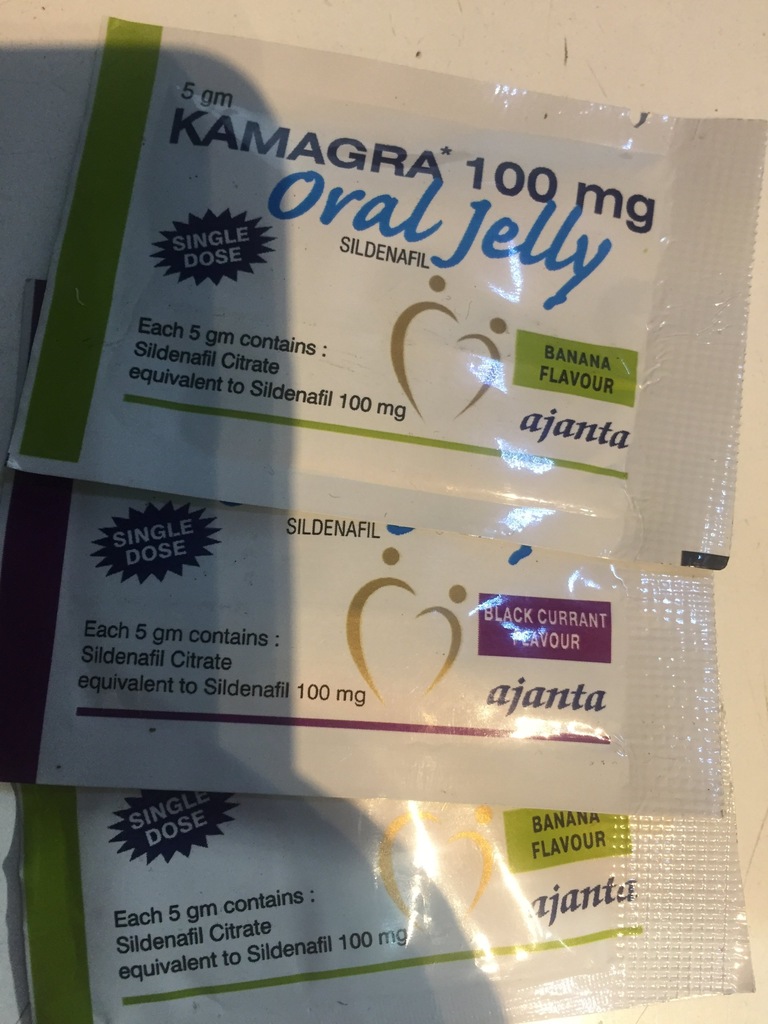 5 gm
KAMAGRA* 100 mg
Oral Jelly
SILDENAFIL
SINGLE
DOSE
Each 5 gm contains :
Sildenafil Citrate
equivalent to Sildenafil 100 mg
BANANA
FLAVOUR
ajanta
SINGLE
DOSE
SILDENAFIL
Each 5 gm contains :
Sildenafil Citrate
equivalent to Sildenafil 100 mg
BLACK CURRANT
FLAVOUR
ajanta
SINGLE
DOSE
Each 5 gm contains :
Sildenafil Citrate
equivalent to Sildenafil 100 mg
BANANA
FLAVOUR
ajanta